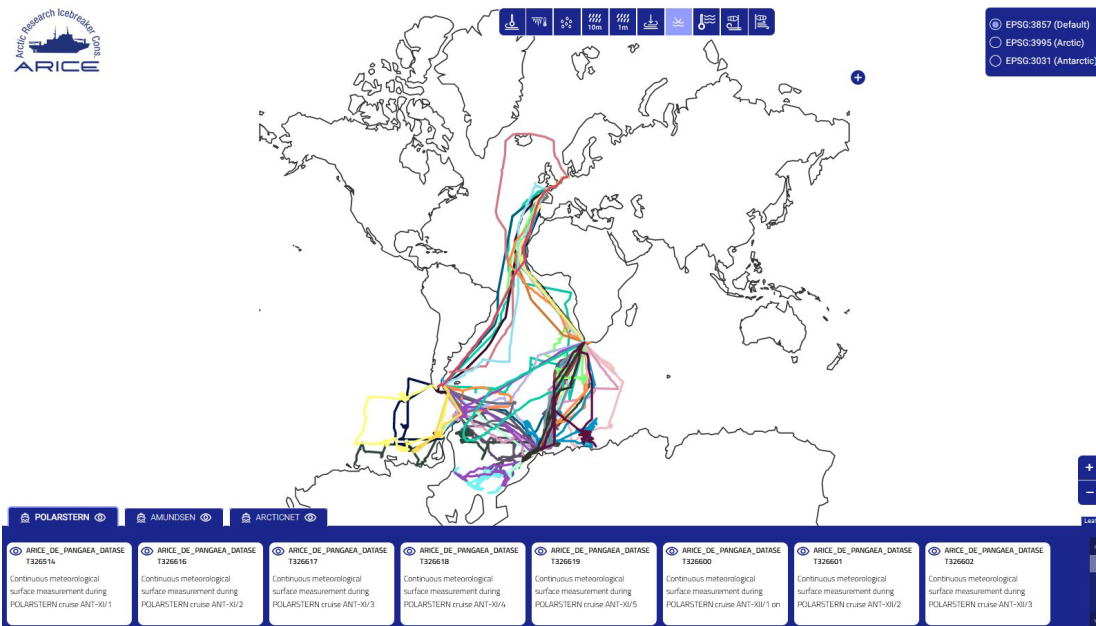 Arctic Research Icebreaker Cons.
ARICE
10m
1m
EPSG:3857 (Default)
EPSG:3995 (Arctic)
EPSG:3031 (Antarctic)
+
+
−
POLARSTERN
AMUNDSEN
ARCTICNET
ARICE_DE_PANGAEA_DATASE
T326514
Continuous meteorological
surface measurement during
POLARSTERN cruise ANT-XI/1
ARICE_DE_PANGAEA_DATASE
T326616
Continuous meteorological
surface measurement during
POLARSTERN cruise ANT-XI/2
ARICE_DE_PANGAEA_DATASE
T326617
Continuous meteorological
surface measurement during
POLARSTERN cruise ANT-XI/3
ARICE_DE_PANGAEA_DATASE
T326618
Continuous meteorological
surface measurement during
POLARSTERN cruise ANT-XI/4
ARICE_DE_PANGAEA_DATASE
T326619
Continuous meteorological
surface measurement during
POLARSTERN cruise ANT-XI/5
ARICE_DE_PANGAEA_DATASE
T326600
Continuous meteorological
surface measurement during
POLARSTERN cruise ANT-XII/1 on
ARICE_DE_PANGAEA_DATASE
T326601
Continuous meteorological
surface measurement during
POLARSTERN cruise ANT-XII/2
ARICE_DE_PANGAEA_DATASE
T326602
Continuous meteorological
surface measurement during
POLARSTERN cruise ANT-XII/3